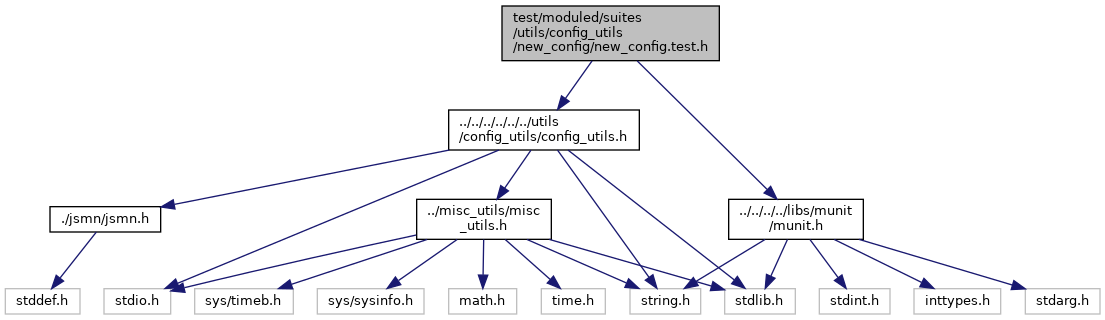 test/moduled/suites
/utils/config_utils
/new_config/new_config.test.h
../../../../../../utils
/config_utils/config_utils.h
./jsmn/jsmn.h
../misc_utils/misc
_utils.h
../../../../libs/munit
/munit.h
stddef.h
stdio.h
sys/timeb.h
sys/sysinfo.h
math.h
time.h
string.h
stdlib.h
stdint.h
inttypes.h
stdarg.h